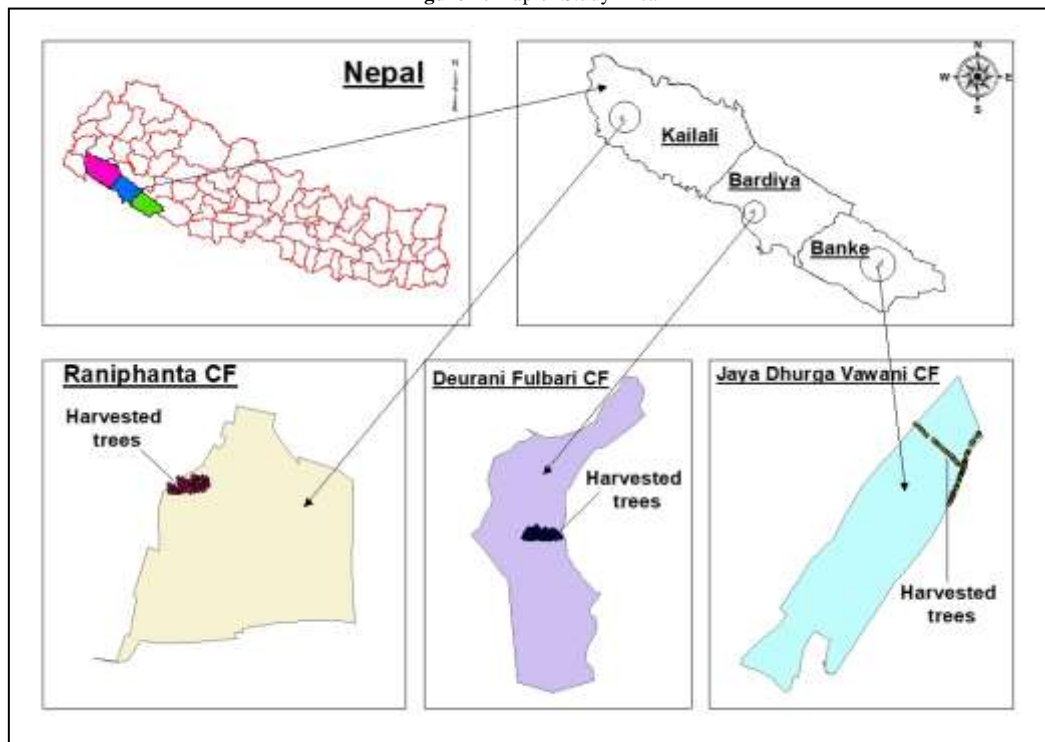 Nepal
N
W
E
S
Kailali
Bardiya
Banke
Raniphanta CF
Harvested
trees
Deurani Fulbari CF
Harvested
trees
Jaya Dhurga Vawani CF
Harvested
trees